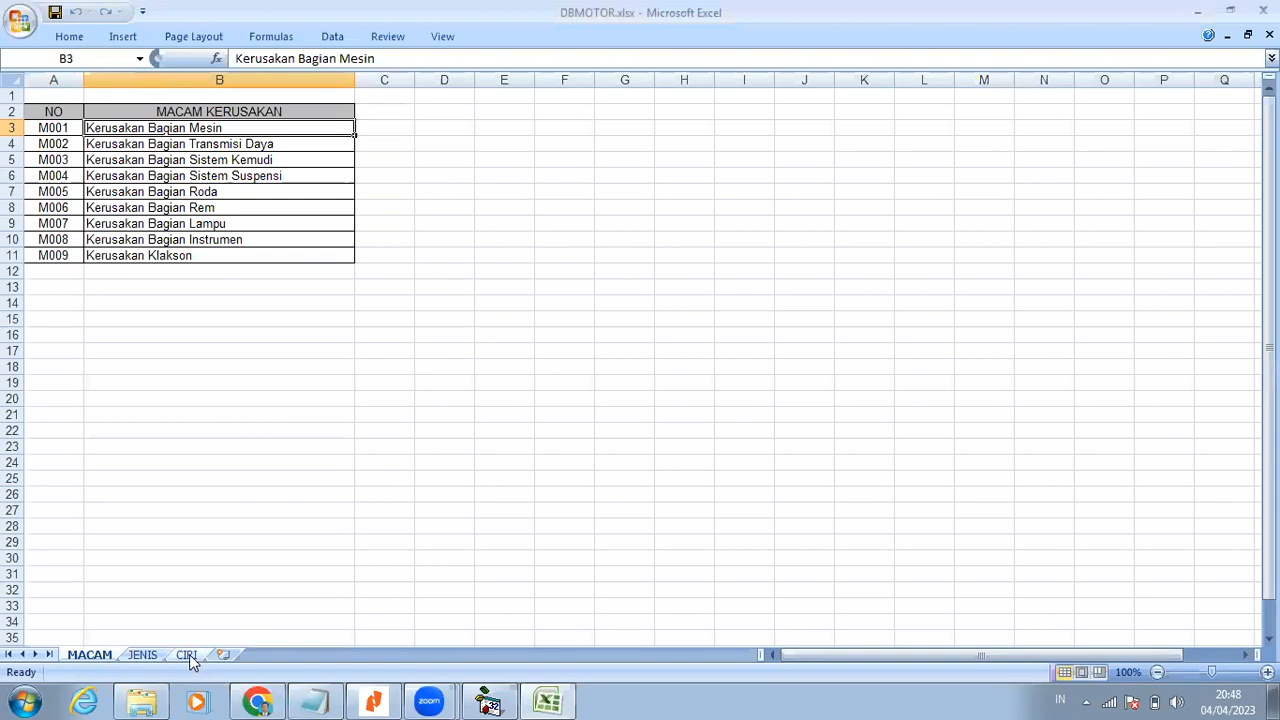 DBMOTOR.xlsx - Microsoft Excel
Home Insert Page Layout Formulas Data Review View
B3 fx Kerusakan Bagian Mesin
A B C D E F G H I J K L M N O P Q
1
2 NO MACAM KERUSAKAN
3 M001 Kerusakan Bagian Mesin
4 M002 Kerusakan Bagian Transmisi Daya
5 M003 Kerusakan Bagian Sistem Kemudi
6 M004 Kerusakan Bagian Sistem Suspensi
7 M005 Kerusakan Bagian Roda
8 M006 Kerusakan Bagian Rem
9 M007 Kerusakan Bagian Lampu
10 M008 Kerusakan Bagian Instrumen
11 M009 Kerusakan Klakson
12
13
14
15
16
17
18
19
20
21
22
23
24
25
26
27
28
29
30
31
32
33
34
35
MACAM JENIS CIRI
Ready 100%
zoom 32 IN 20:48
04/04/2023